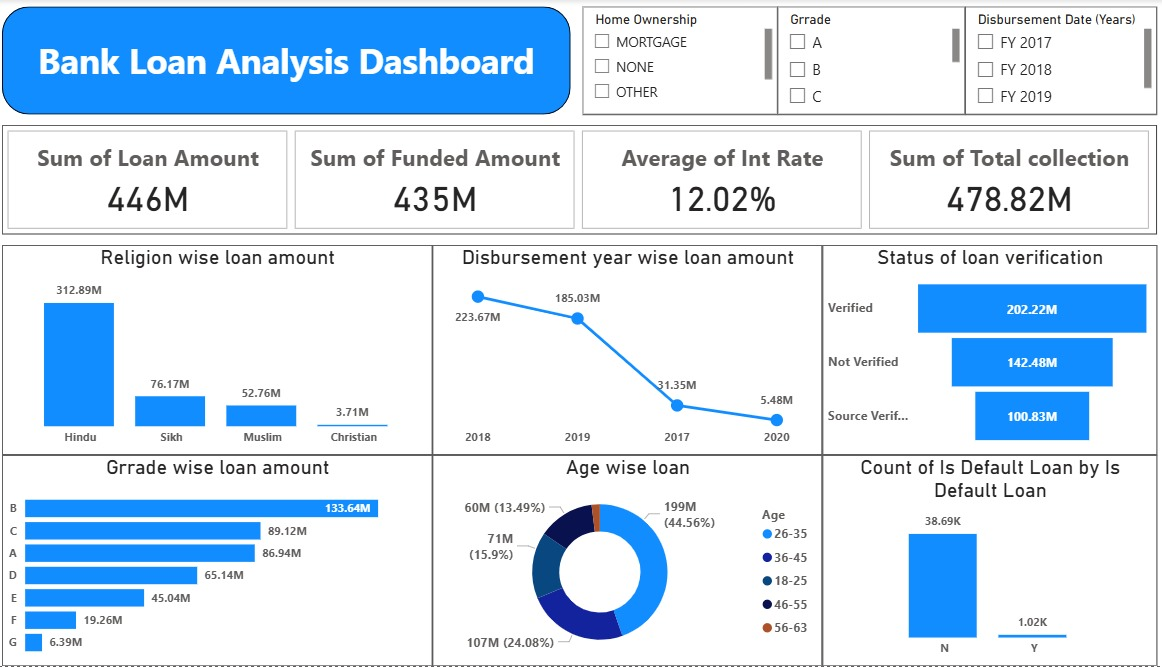 Bank Loan Analysis Dashboard
Home Ownership
MORTGAGE
NONE
OTHER
Grrade
A
B
C
Disbursement Date (Years)
FY 2017
FY 2018
FY 2019
Sum of Loan Amount
446M
Sum of Funded Amount
435M
Average of Int Rate
12.02%
Sum of Total collection
478.82M
Religion wise loan amount
312.89M
76.17M
52.76M
3.71M
Hindu Sikh Muslim Christian
Disbursement year wise loan amount
223.67M
185.03M
31.35M
5.48M
2018 2019 2017 2020
Status of loan verification
Verified 202.22M
Not Verified 142.48M
Source Verif... 100.83M
Grrade wise loan amount
B 133.64M
C 89.12M
A 86.94M
D 65.14M
E 45.04M
F 19.26M
G 6.39M
Age wise loan
60M (13.49%)
199M
(44.56%)
71M
(15.9%)
107M (24.08%)
Age
26-35
36-45
18-25
46-55
56-63
Count of Is Default Loan by Is
Default Loan
38.69K
1.02K
N Y